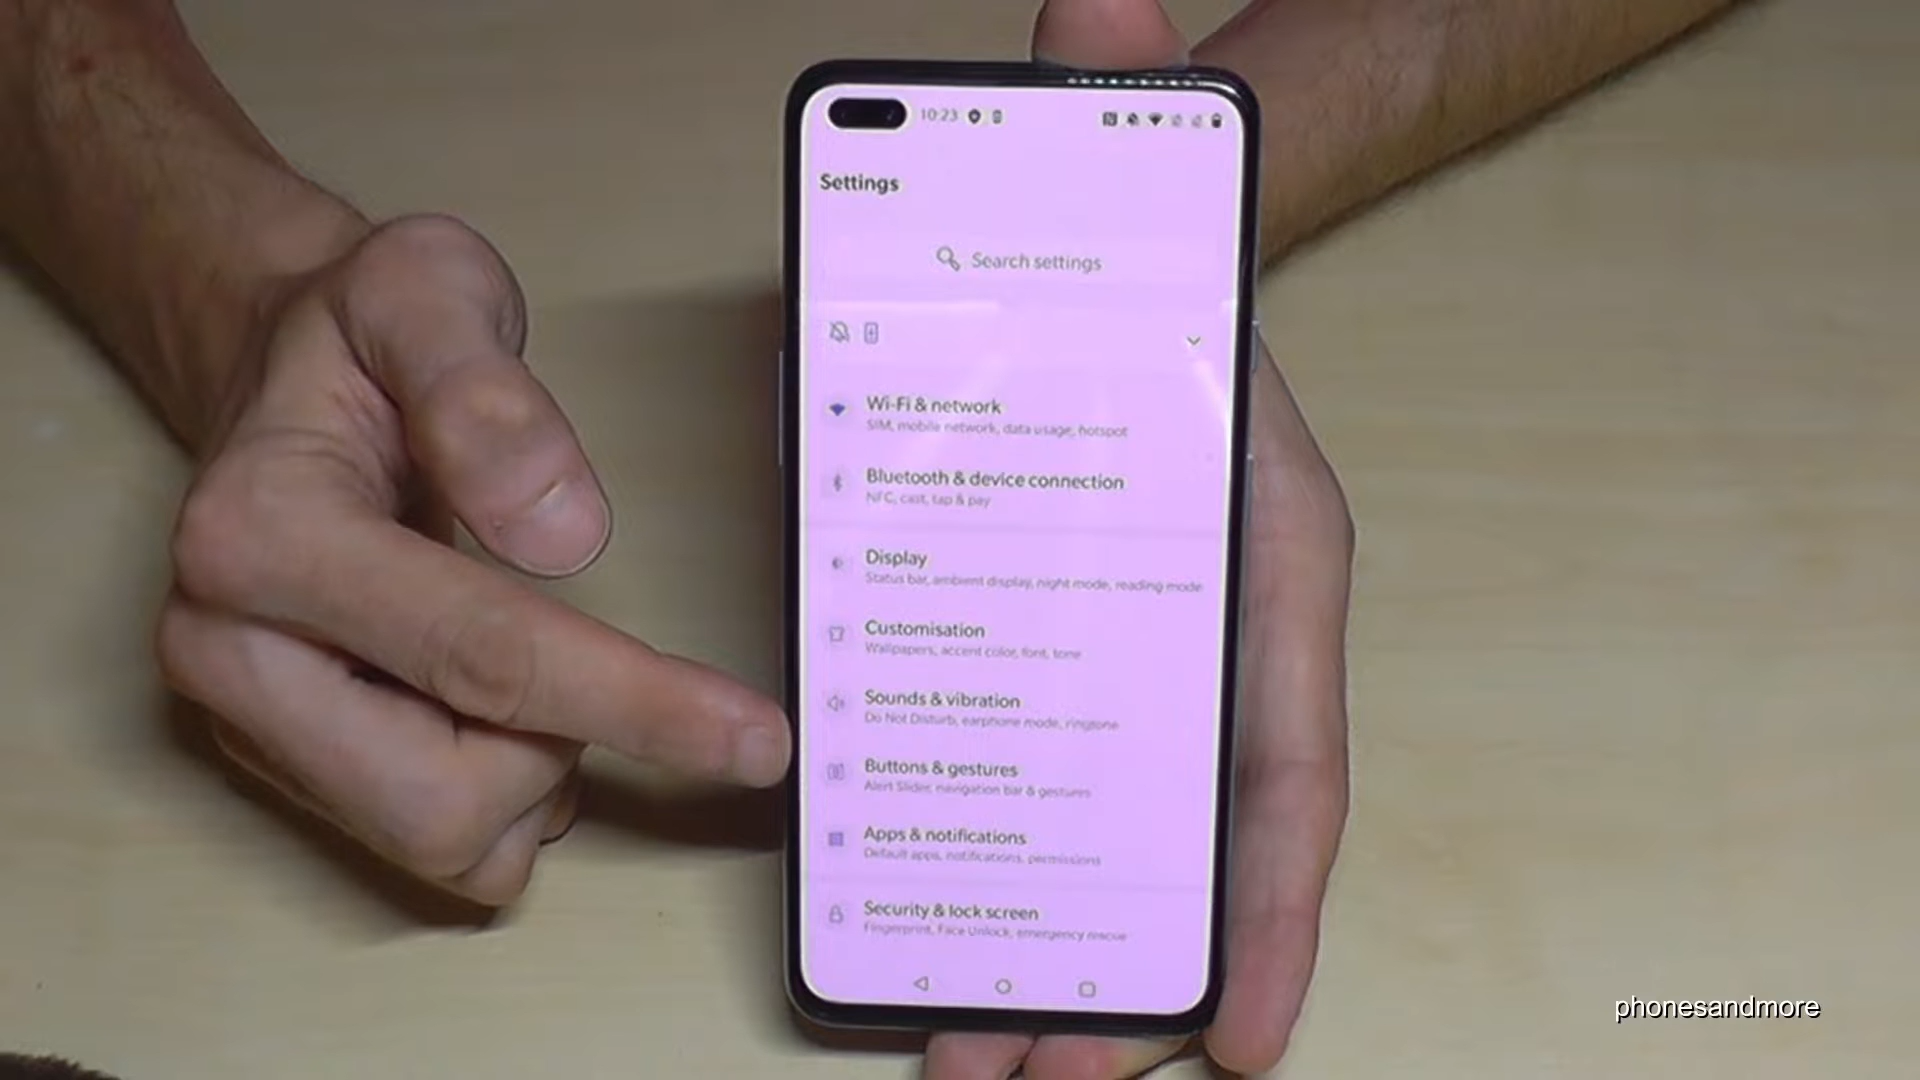 10:23
Settings
Search settings
Wi-Fi & network
SIM, mobile network, data usage, hotspot
Bluetooth & device connection
NFC, cast, tap & pay
Display
Status bar, ambient display, night mode, reading mode
Customisation
Wallpapers, accent color, font, tone
Sounds & vibration
Do Not Disturb, earphone mode, ringtone
Buttons & gestures
Alert Slider, navigation bar & gestures
Apps & notifications
Default apps, notifications, permissions
Security & lock screen
Fingerprint, Face Unlock, emergency rescue
phonesandmore